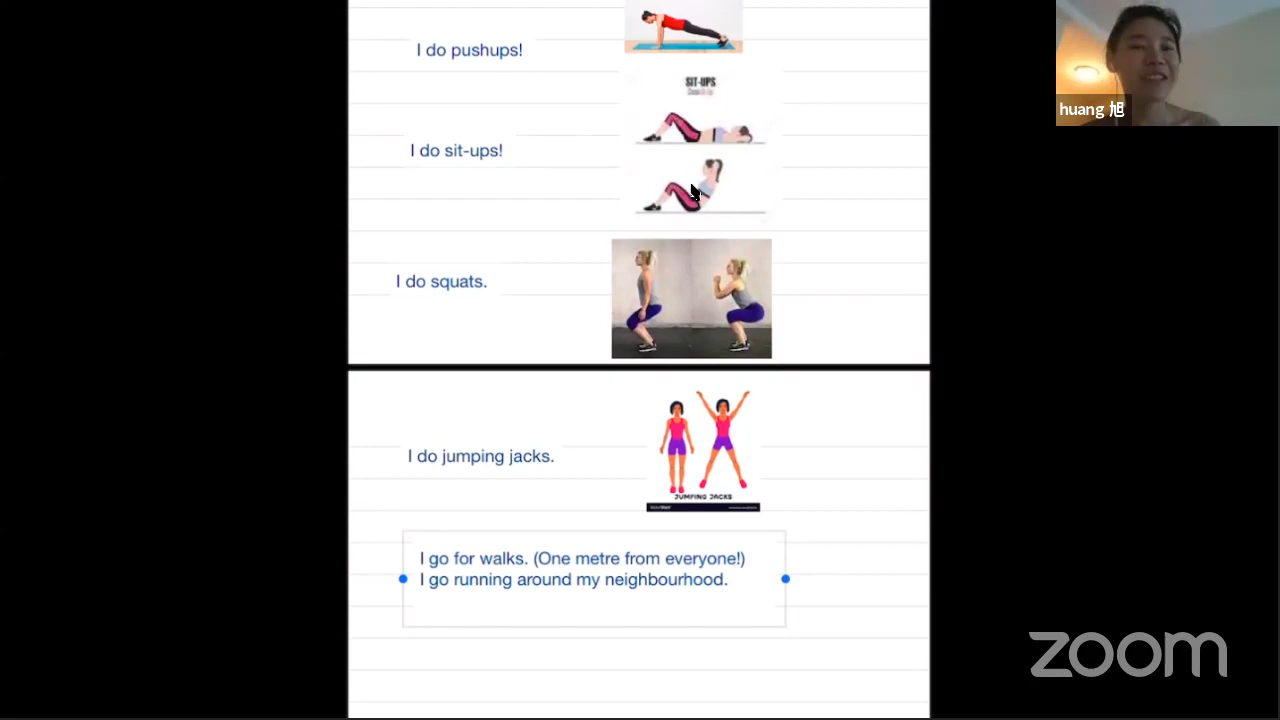 I do pushups!
SIT-UPS
I do sit-ups!
I do squats.
I do jumping jacks.
JUMPING JACKS
I go for walks. (One metre from everyone!)
I go running around my neighbourhood.
huang 旭
zoom